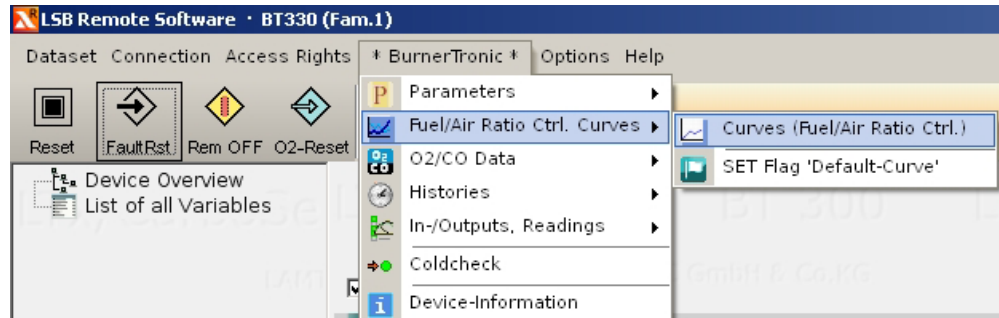 LSB Remote Software · BT330 (Fam.1)
Dataset Connection Access Rights * BurnerTronic * Options Help
Reset FaultRst Rem OFF O2-Reset
Parameters
Fuel/Air Ratio Ctrl. Curves
Curves (Fuel/Air Ratio Ctrl.)
O2/CO Data
SET Flag 'Default-Curve'
Histories
In-/Outputs, Readings
Coldcheck
Device-Information
Device Overview
List of all Variables
BT 300
GmbH & Co.KG